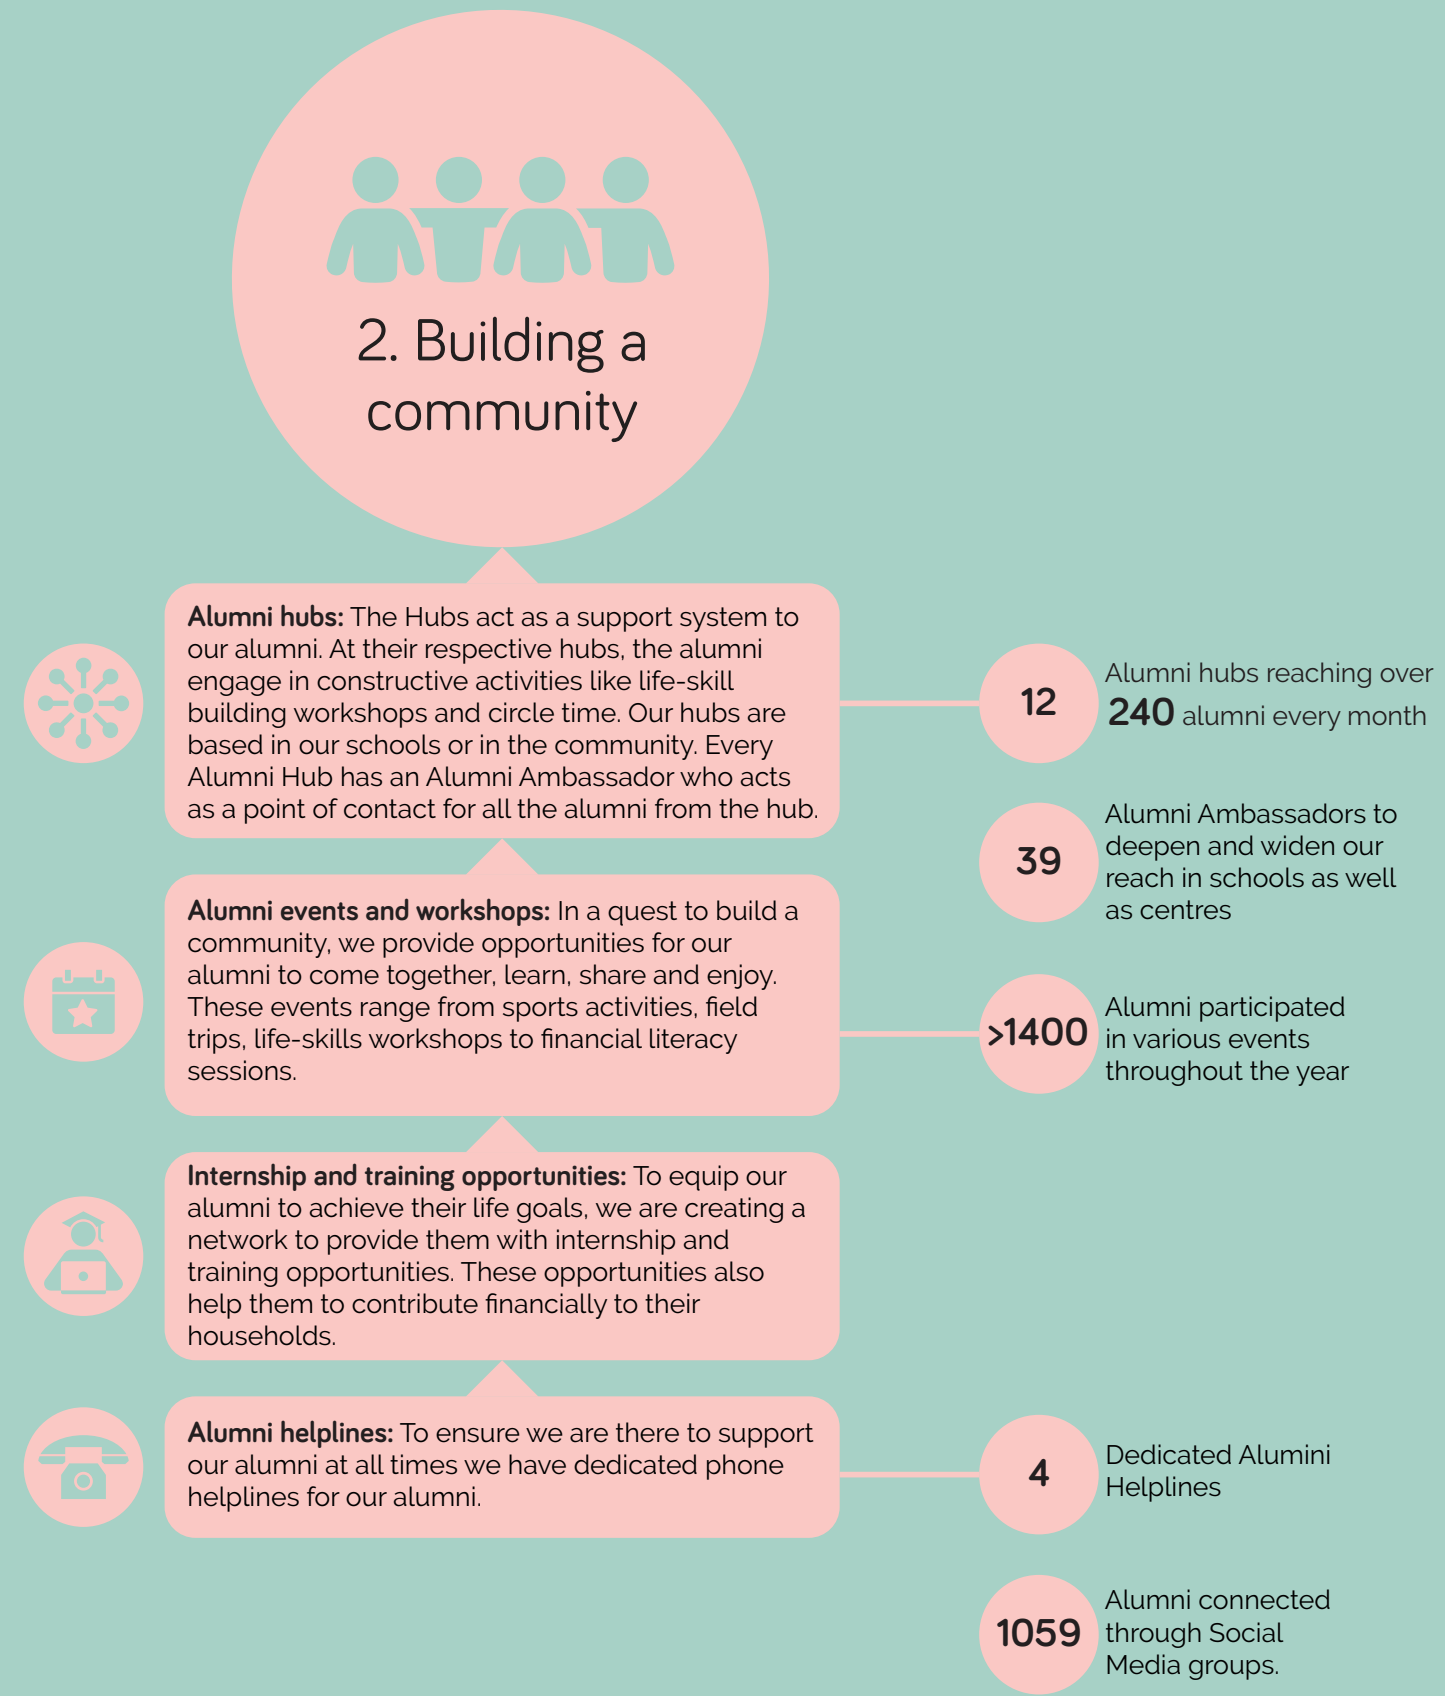 2. Building a
community
Alumni hubs: The Hubs act as a support system to
our alumni. At their respective hubs, the alumni
engage in constructive activities like life-skill
building workshops and circle time. Our hubs are
based in our schools or in the community. Every
Alumni Hub has an Alumni Ambassador who acts
as a point of contact for all the alumni from the hub.
12
Alumni hubs reaching over
240 alumni every month
39
Alumni Ambassadors to
deepen and widen our
reach in schools as well
as centres
Alumni events and workshops: In a quest to build a
community, we provide opportunities for our
alumni to come together, learn, share and enjoy.
These events range from sports activities, field
trips, life-skills workshops to financial literacy
sessions.
>1400
Alumni participated
in various events
throughout the year
Internship and training opportunities: To equip our
alumni to achieve their life goals, we are creating a
network to provide them with internship and
training opportunities. These opportunities also
help them to contribute financially to their
households.
Alumni helplines: To ensure we are there to support
our alumni at all times we have dedicated phone
helplines for our alumni.
4
Dedicated Alumini
Helplines
1059
Alumni connected
through Social
Media groups.